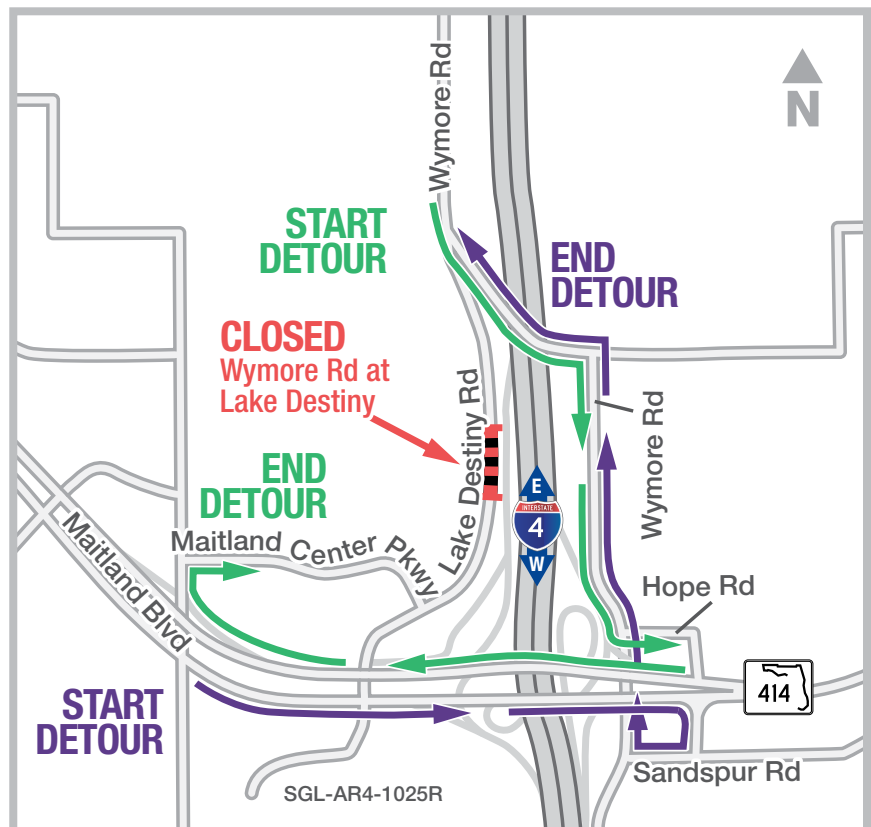 Wymore Rd
N
START
DETOUR
END
DETOUR
CLOSED
Wymore Rd at
Lake Destiny
Lake Destiny Rd
Wymore Rd
END
DETOUR
E
INTERSTATE
4
W
Maitland Center Pkwy
Maitland Blvd
Hope Rd
414
START
DETOUR
Sandspur Rd
SGL-AR4-1025R